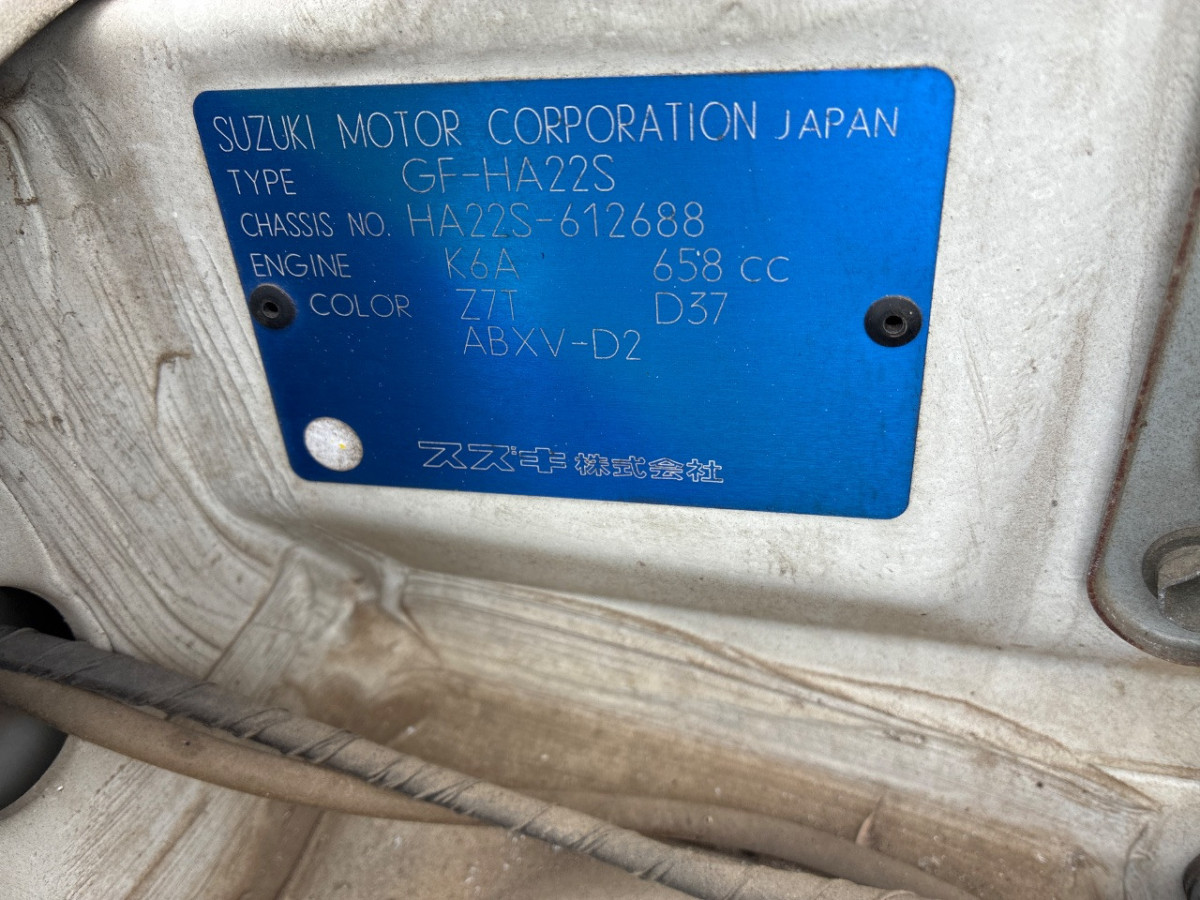 SUZUKI MOTOR CORPORATION JAPAN
TYPE GF-HA22S
CHASSIS NO. HA22S-612688
ENGINE K6A 658 CC
COLOR Z7T D37
ABXV-D2
スズキ株式会社